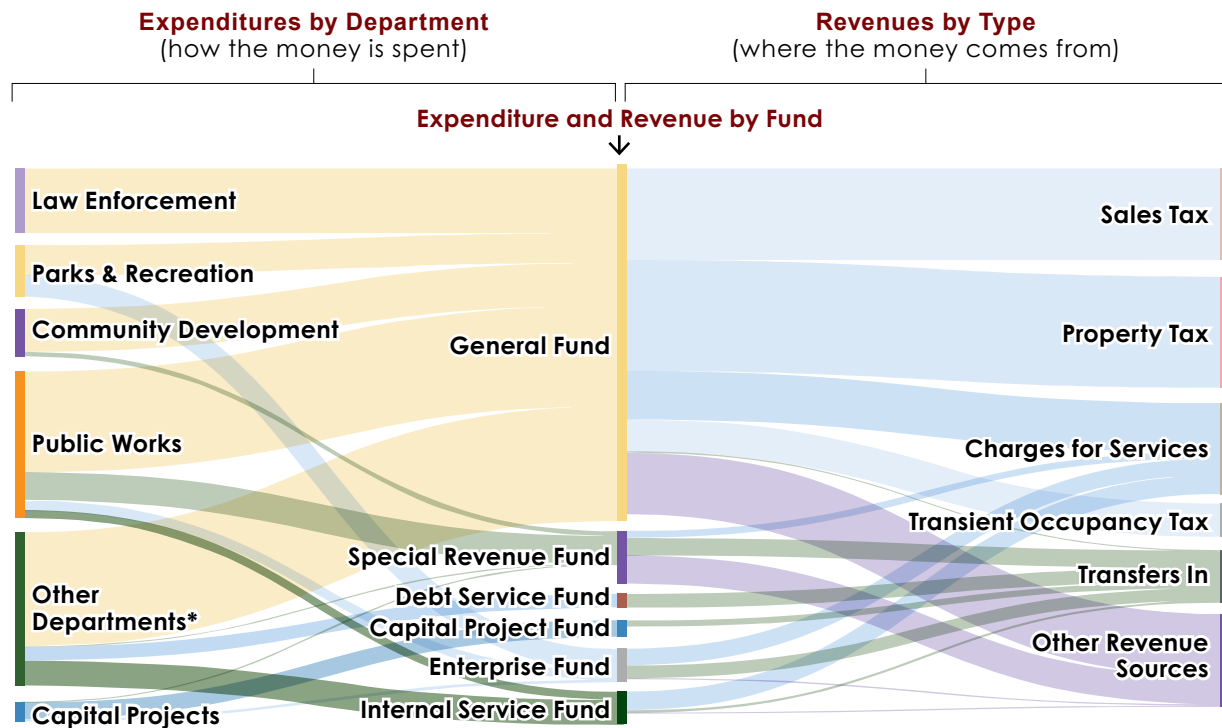 Expenditures by Department
(how the money is spent)
Revenues by Type
(where the money comes from)
Expenditure and Revenue by Fund
Law Enforcement
Parks & Recreation
Community Development
Public Works
Other
Departments*
Capital Projects
General Fund
Special Revenue Fund
Debt Service Fund
Capital Project Fund
Enterprise Fund
Internal Service Fund
Sales Tax
Property Tax
Charges for Services
Transient Occupancy Tax
Transfers In
Other Revenue
Sources